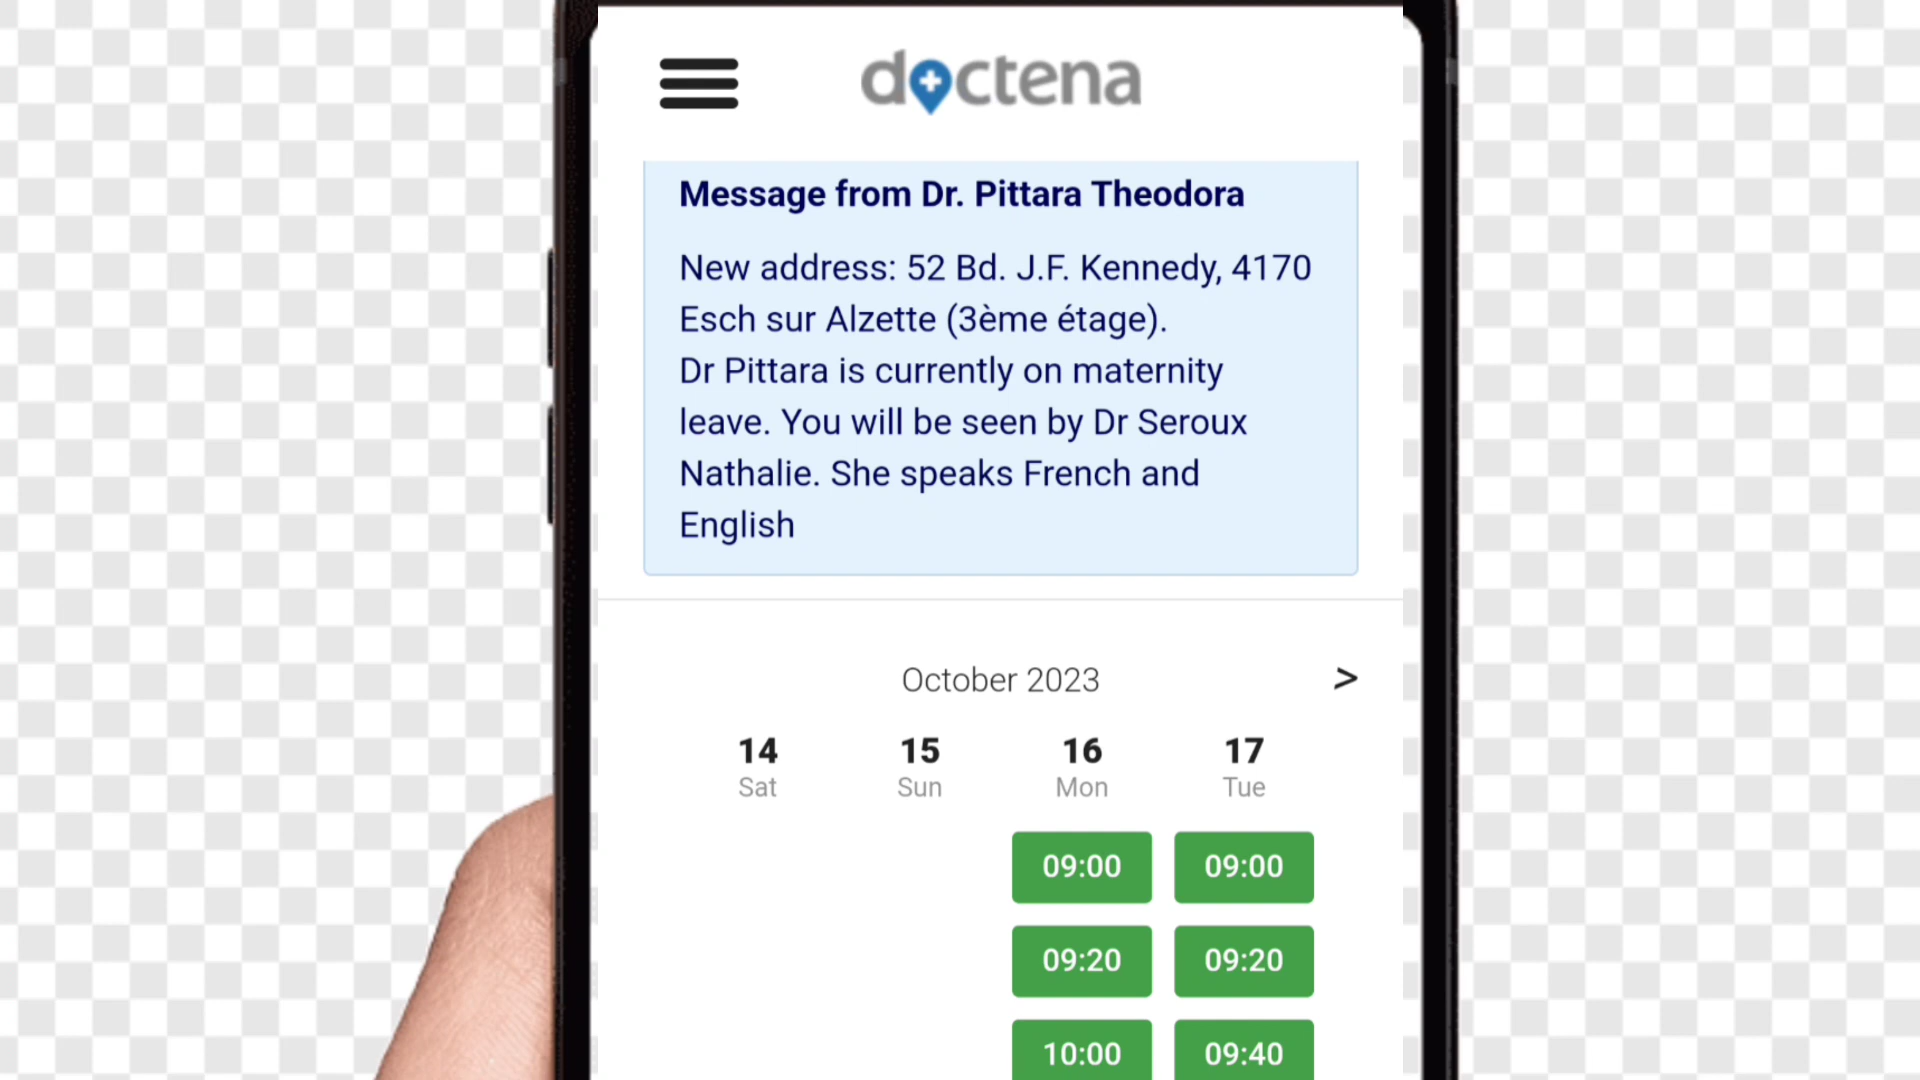 doctena
Message from Dr. Pittara Theodora
New address: 52 Bd. J.F. Kennedy, 4170
Esch sur Alzette (3ème étage).
Dr Pittara is currently on maternity
leave. You will be seen by Dr Seroux
Nathalie. She speaks French and
English
October 2023 >
14 15 16 17
Sat Sun Mon Tue
09:00 09:00
09:20 09:20
10:00 09:40